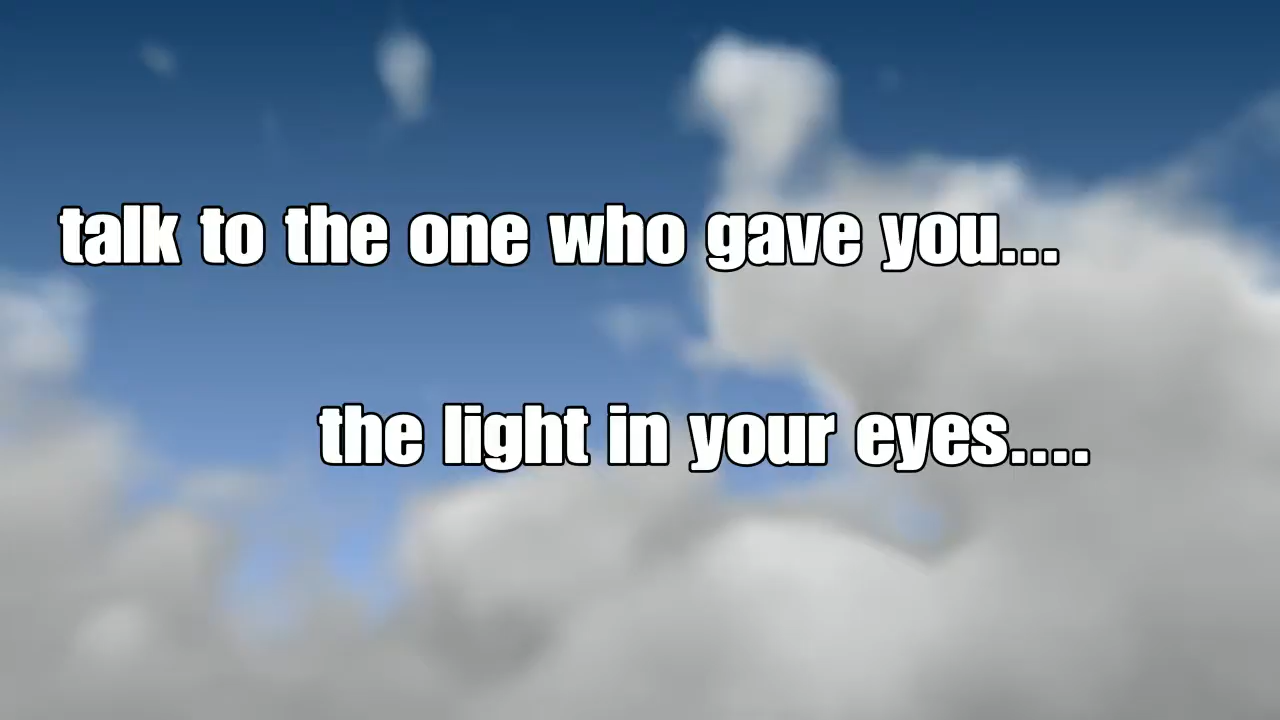 talk to the one who gave you...
the light in your eyes....